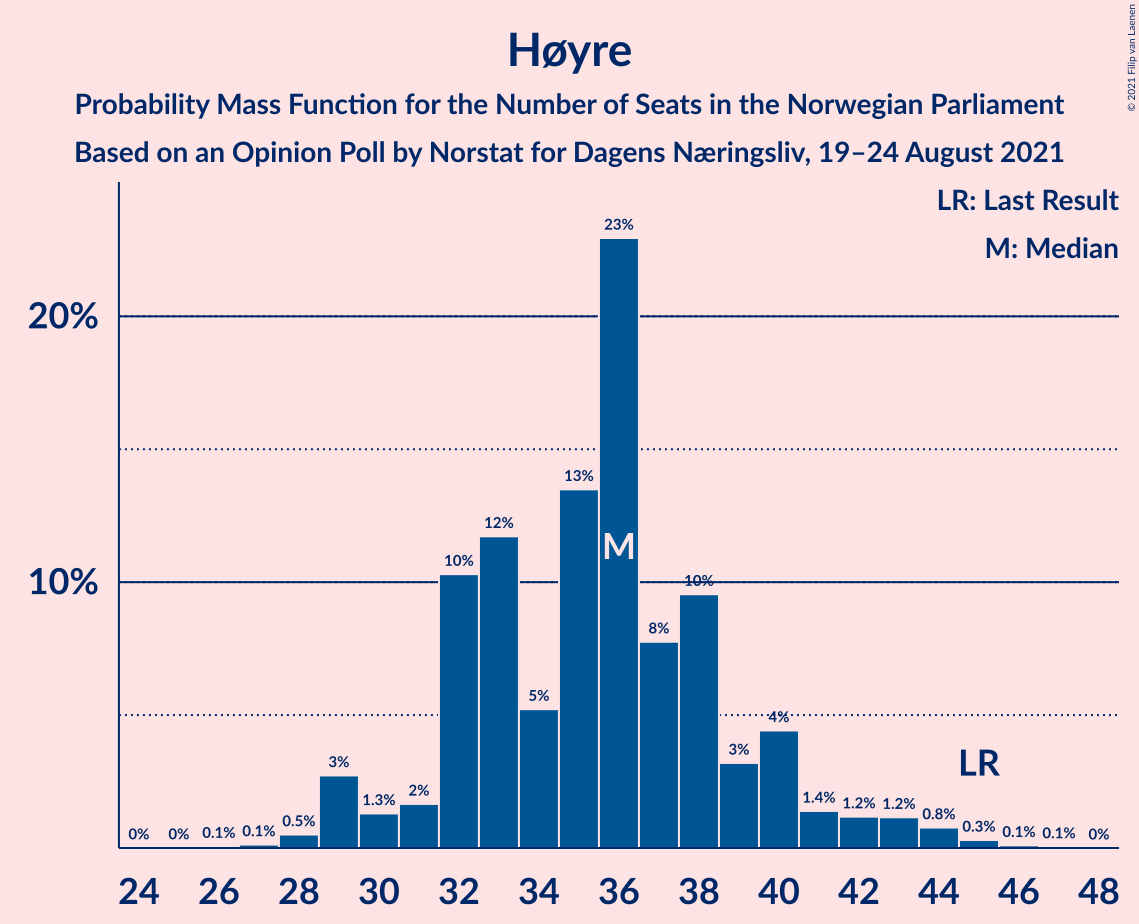 Høyre
Probability Mass Function for the Number of Seats in the Norwegian Parliament
Based on an Opinion Poll by Norstat for Dagens Næringsliv, 19–24 August 2021
© 2021 Filip van Laenen
LR: Last Result
M: Median
23%
20%
13%
12%
M
10%
10%
10%
8%
5%
4%
3%
LR
3%
2%
1.3%
1.4%
1.2%
1.2%
0.8%
0.5%
0.3%
0% 0% 0.1% 0.1% 0.1% 0.1% 0%
24 26 28 30 32 34 36 38 40 42 44 46 48